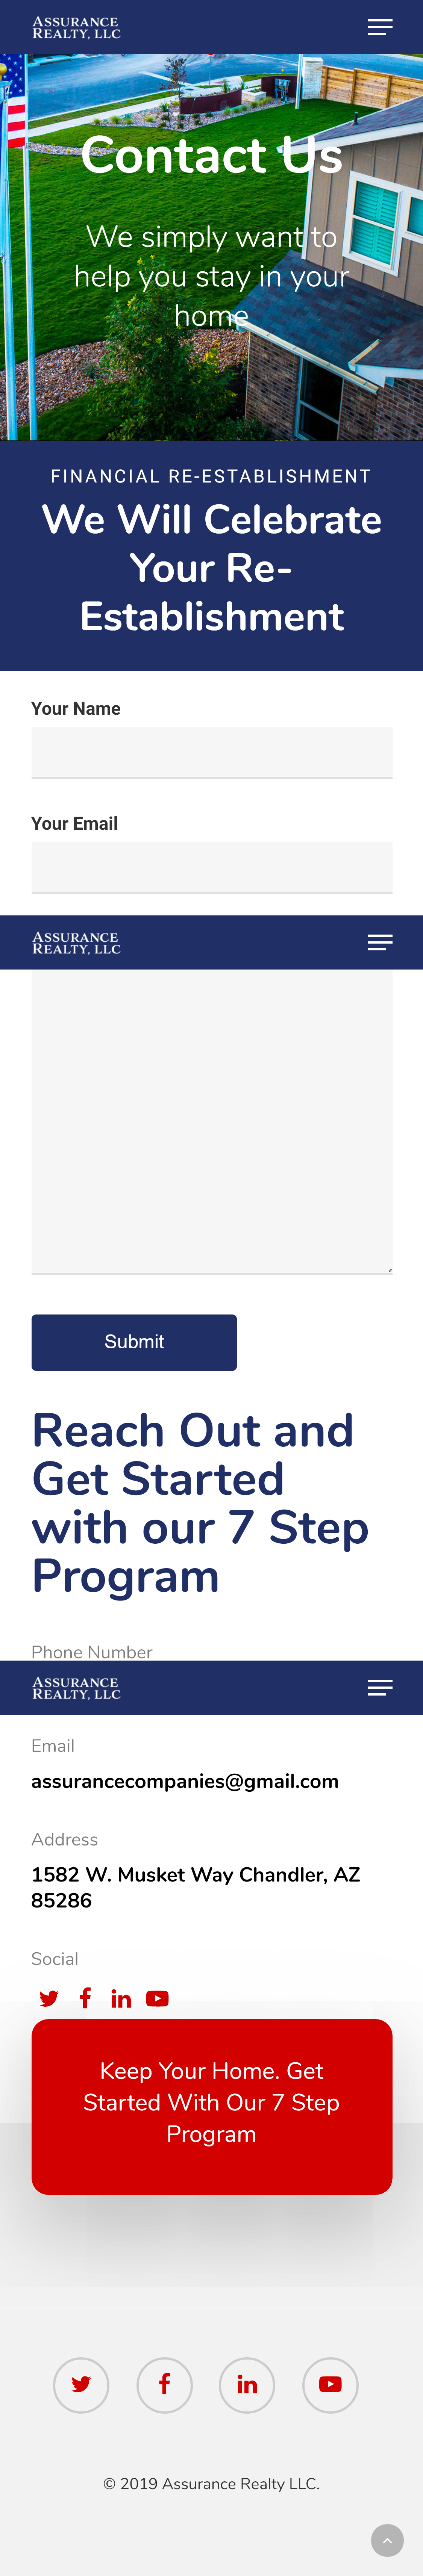 ASSURANCE
REALTY, LLC
Contact Us
We simply want to
help you stay in your
home
FINANCIAL RE-ESTABLISHMENT
We Will Celebrate
Your Re-
Establishment
Your Name
Your Email
ASSURANCE
REALTY, LLC
Submit
Reach Out and
Get Started
with our 7 Step
Program
Phone Number
ASSURANCE
REALTY, LLC
Email
assurancecompanies@gmail.com
Address
1582 W. Musket Way Chandler, AZ
85286
Social
Keep Your Home. Get
Started With Our 7 Step
Program
© 2019 Assurance Realty LLC.